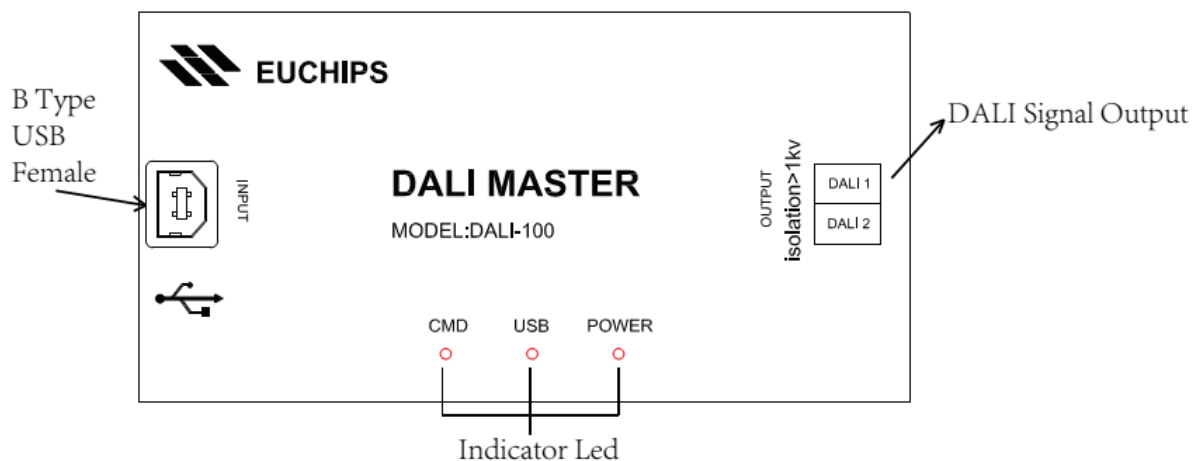 EUCHIPS
B Type
USB
Female
INPUT
DALI MASTER
MODEL:DALI-100
OUTPUT
isolation>1kv
DALI 1
DALI 2
DALI Signal Output
CMD USB POWER
Indicator Led